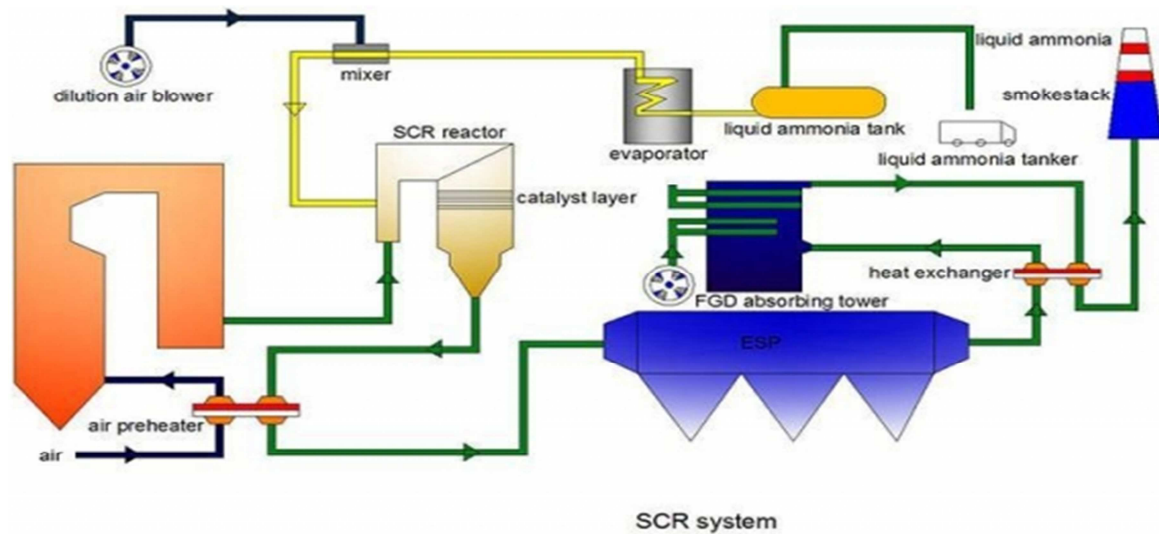 liquid ammonia
mixer
dilution air blower
smokestack
SCR reactor
liquid ammonia tank
evaporator
liquid ammonia tanker
catalyst layer
heat exchanger
FGD absorbing tower
ESP
air preheater
air
SCR system